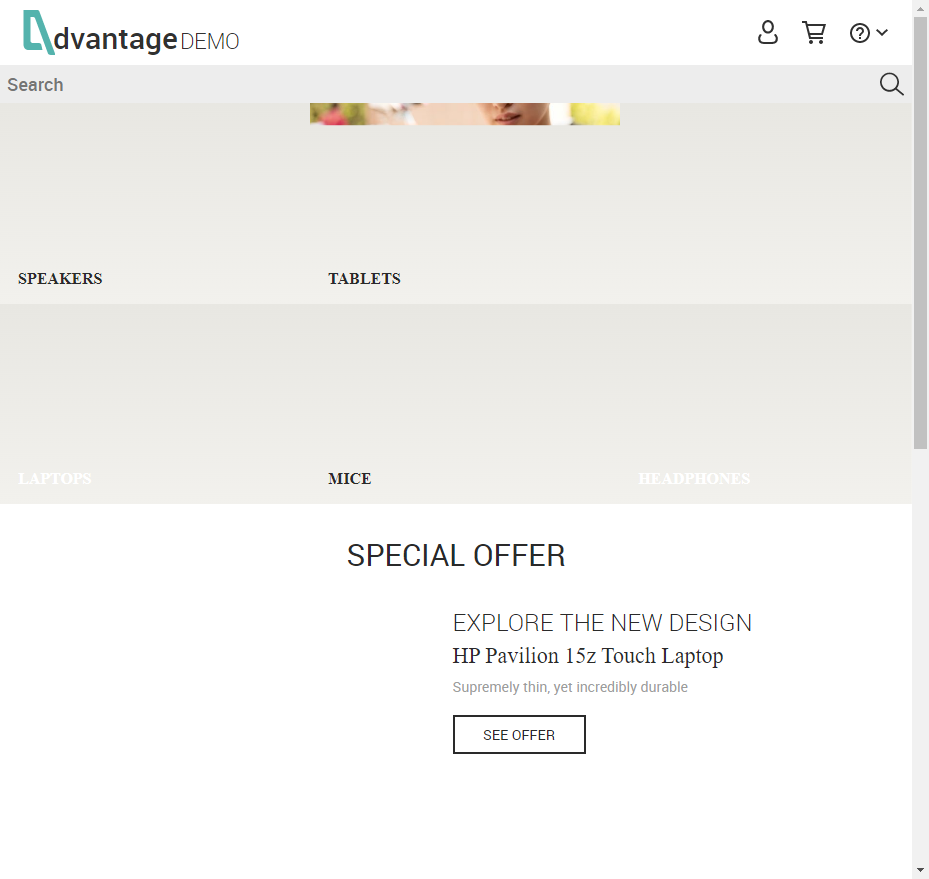 dvantage DEMO
Search
SPEAKERS
TABLETS
LAPTOPS
MICE
HEADPHONES
SPECIAL OFFER
EXPLORE THE NEW DESIGN
HP Pavilion 15z Touch Laptop
Supremely thin, yet incredibly durable
SEE OFFER